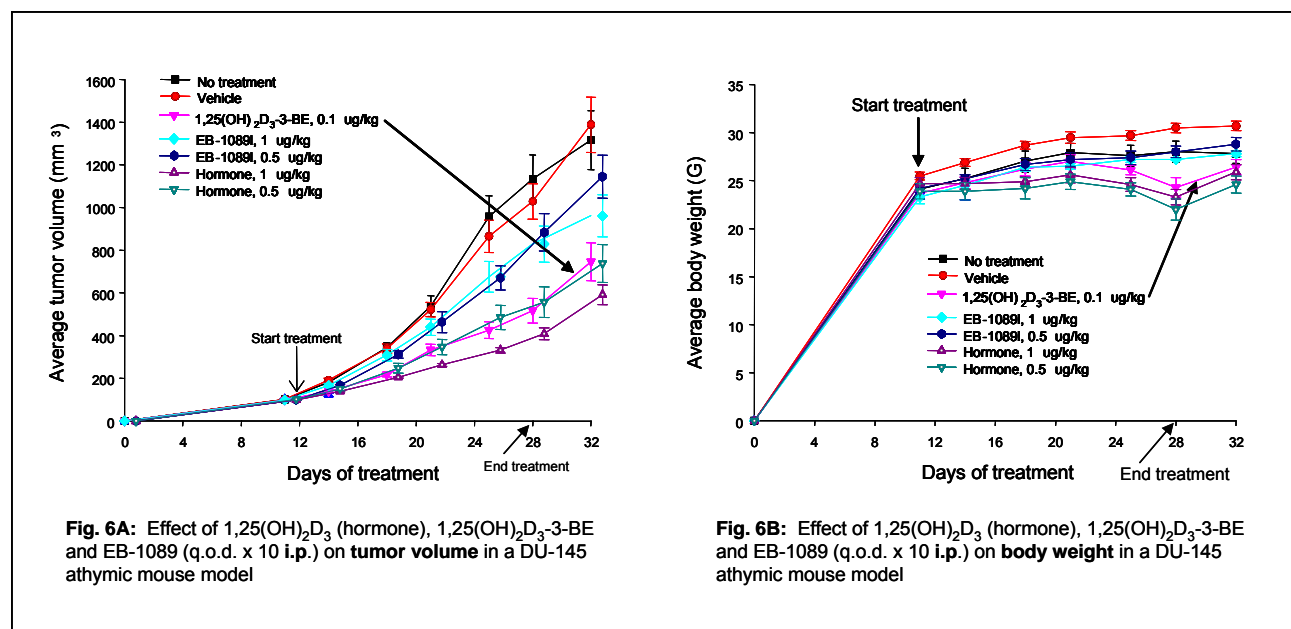 1600
1400
1200
1000
800
600
400
200
0
Average tumor volume (mm 3)
No treatment
Vehicle
1,25(OH) 2D3-3-BE, 0.1 ug/kg
EB-1089I, 1 ug/kg
EB-1089I, 0.5 ug/kg
Hormone, 1 ug/kg
Hormone, 0.5 ug/kg
Start treatment
0 4 8 12 16 20 24 28 32
Days of treatment
End treatment
Fig. 6A: Effect of 1,25(OH)2D3 (hormone), 1,25(OH)2D3-3-BE
and EB-1089 (q.o.d. x 10 i.p.) on tumor volume in a DU-145
athymic mouse model
35
30
25
20
15
10
5
0
Average body weight (G)
Start treatment
No treatment
Vehicle
1,25(OH) 2D3-3-BE, 0.1 ug/kg
EB-1089I, 1 ug/kg
EB-1089I, 0.5 ug/kg
Hormone, 1 ug/kg
Hormone, 0.5 ug/kg
0 4 8 12 16 20 24 28 32
Days of treatment
End treatment
Fig. 6B: Effect of 1,25(OH)2D3 (hormone), 1,25(OH)2D3-3-BE
and EB-1089 (q.o.d. x 10 i.p.) on body weight in a DU-145
athymic mouse model